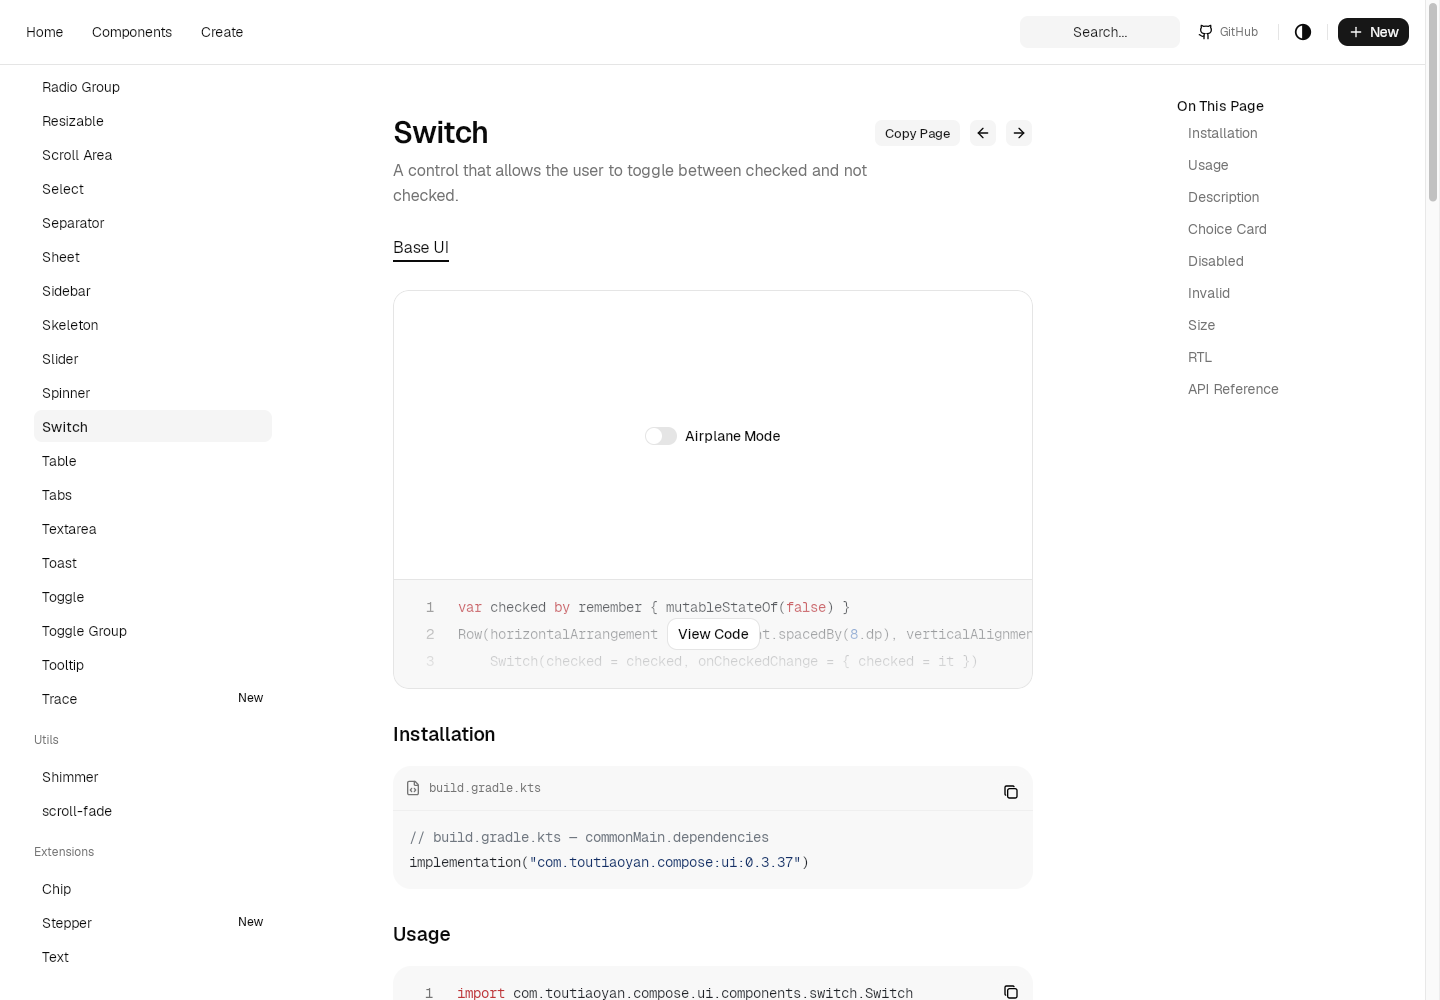 Home
Components
Create
Search...
GitHub
New
Radio Group
Resizable
Scroll Area
Select
Separator
Sheet
Sidebar
Skeleton
Slider
Spinner
Switch
Table
Tabs
Textarea
Toast
Toggle
Toggle Group
Tooltip
Trace New
Utils
Shimmer
scroll-fade
Extensions
Chip
Stepper New
Text
Switch
Copy Page
A control that allows the user to toggle between checked and not
checked.
Base UI
Airplane Mode
1 var checked by remember { mutableStateOf(false) }
2 Row(horizontalArrangement
View Code
.spacedBy(8.dp),
3 Switch(checked = checked, onCheckedChange = { checked = it })
Installation
build.gradle.kts
// build.gradle.kts — commonMain.dependencies
implementation("com.toutiaoyan.compose:ui:0.3.37")
Usage
1 import com.toutiaoyan.compose.ui.components.switch.Switch
On This Page
Installation
Usage
Description
Choice Card
Disabled
Invalid
Size
RTL
API Reference